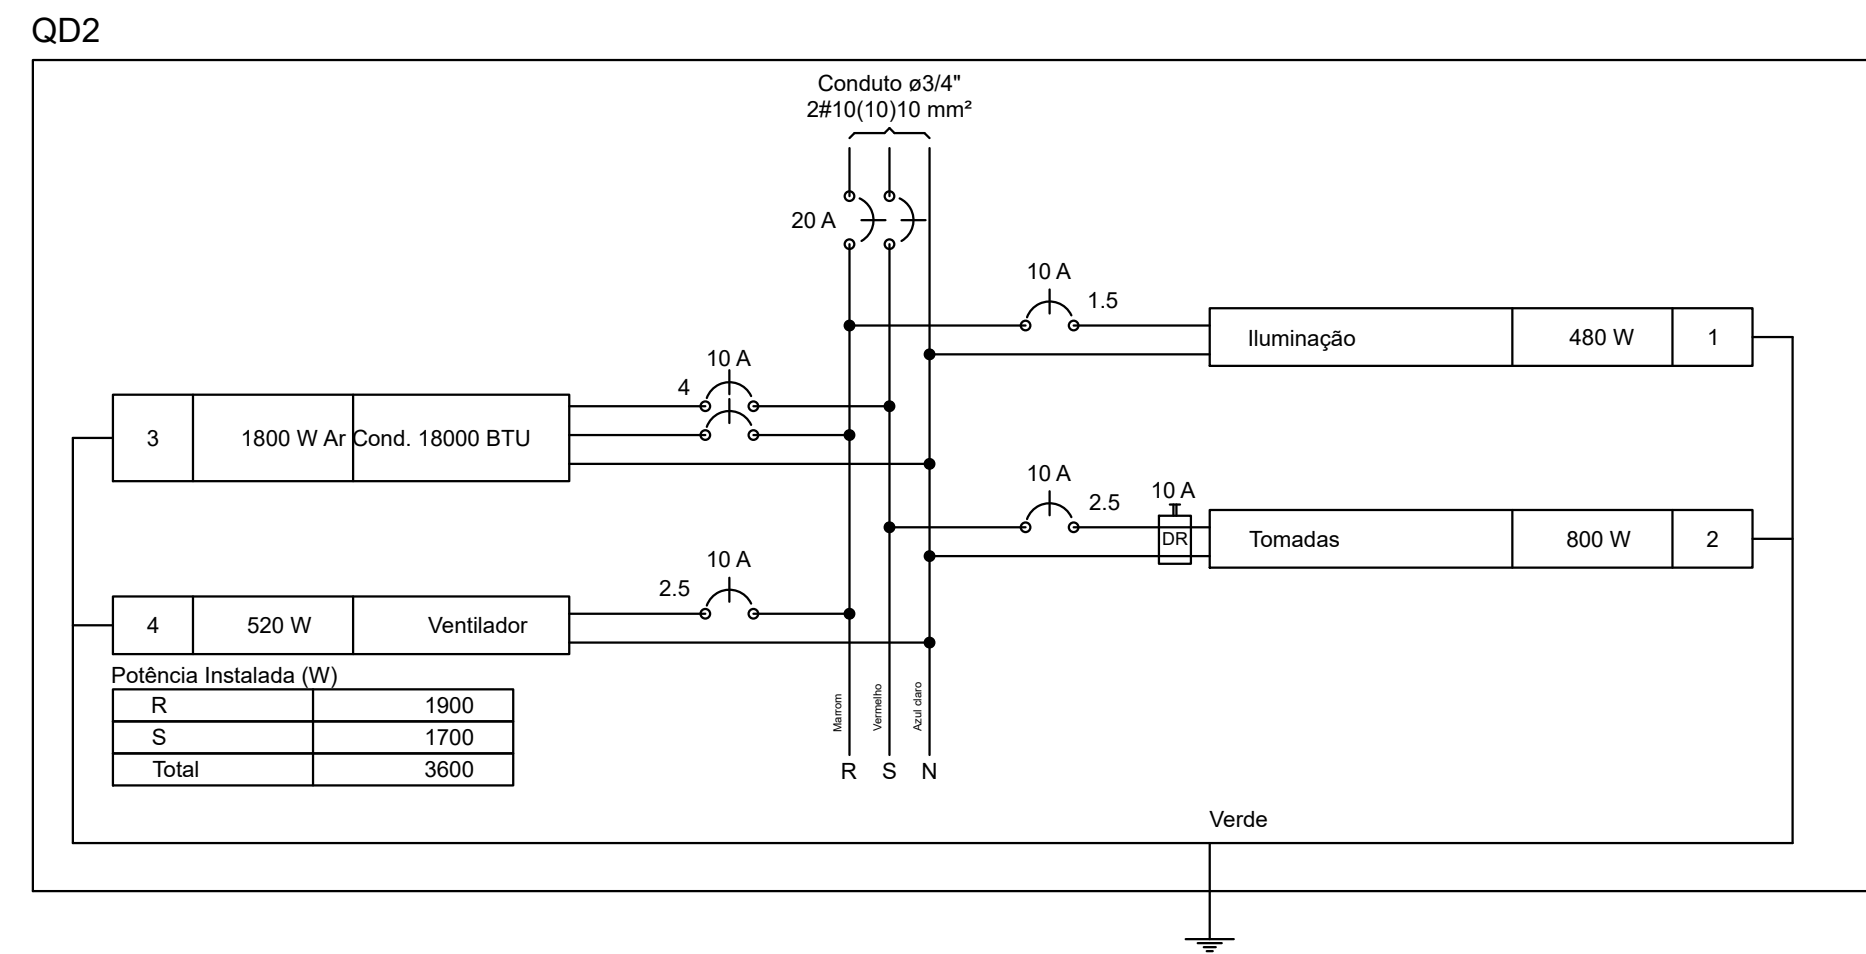 QD2
Conduto ø3/4"
2#10(10)10 mm²
20 A
10 A
1.5
Iluminação 480 W 1
10 A
4
3 1800 W Ar Cond. 18000 BTU
10 A
2.5
10 A
DR
Tomadas 800 W 2
10 A
2.5
4 520 W Ventilador
Potência Instalada (W)
R 1900
S 1700
Total 3600
Marrom
Vermelho
Azul claro
R S N
Verde